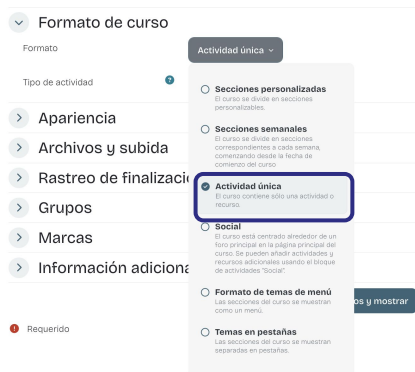 Formato de curso
Formato
Actividad única
Tipo de actividad
?
Secciones personalizadas
El curso se divide en secciones
personalizables.
Secciones semanales
El curso se divide en secciones
correspondientes a cada semana,
comenzando desde la fecha de
comienzo del curso
Actividad única
El curso contiene sólo una actividad o
recurso.
Social
El curso está centrado alrededor de un
foro principal en la página principal del
curso. Se pueden añadir actividades y
recursos adicionales usando el bloque
de actividades "Social".
Formato de temas de menú
Las secciones del curso se muestran
como un menú.
Temas en pestañas
Las secciones del curso se muestran
separadas en pestañas.
Apariencia
Archivos y subida
Rastreo de finalizaci
Grupos
Marcas
Información adiciona
os y mostrar
Requerido